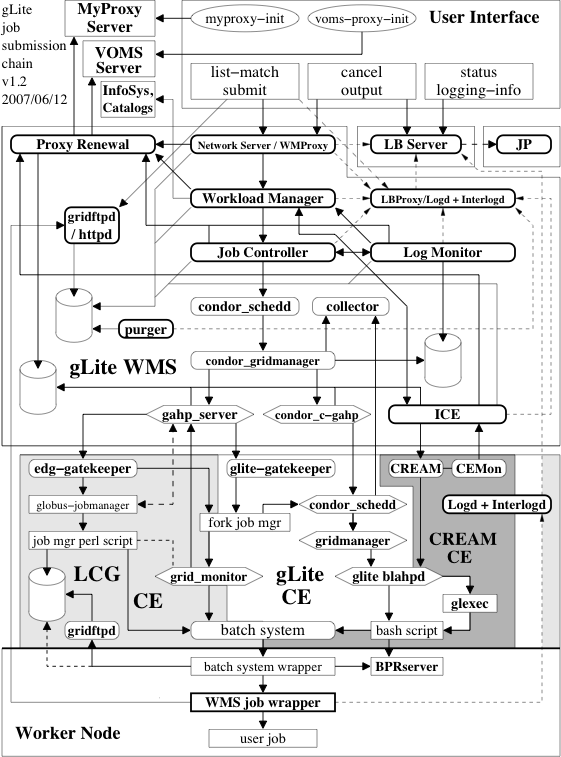 gLite
job
submission
chain
v1.2
2007/06/12
MyProxy
Server
VOMS
Server
InfoSys,
Catalogs
myproxy−init
voms−proxy−init
User Interface
list−match
submit
cancel
output
status
logging−info
Proxy Renewal
Network Server / WMProxy
LB Server
JP
Workload Manager
LBProxy/Logd + Interlogd
gridftpd
/ httpd
Job Controller
Log Monitor
condor_schedd
collector
purger
gLite WMS
condor_gridmanager
gahp_server
condor_c−gahp
ICE
edg−gatekeeper
glite−gatekeeper
CREAM
CEMon
globus−jobmanager
condor_schedd
Logd + Interlogd
fork job mgr
job mgr perl script
gridmanager
CREAM
CE
LCG
CE
grid_monitor
gLite
CE
glite blahpd
glexec
gridftpd
batch system
bash script
batch system wrapper
BPRserver
WMS job wrapper
Worker Node
user job